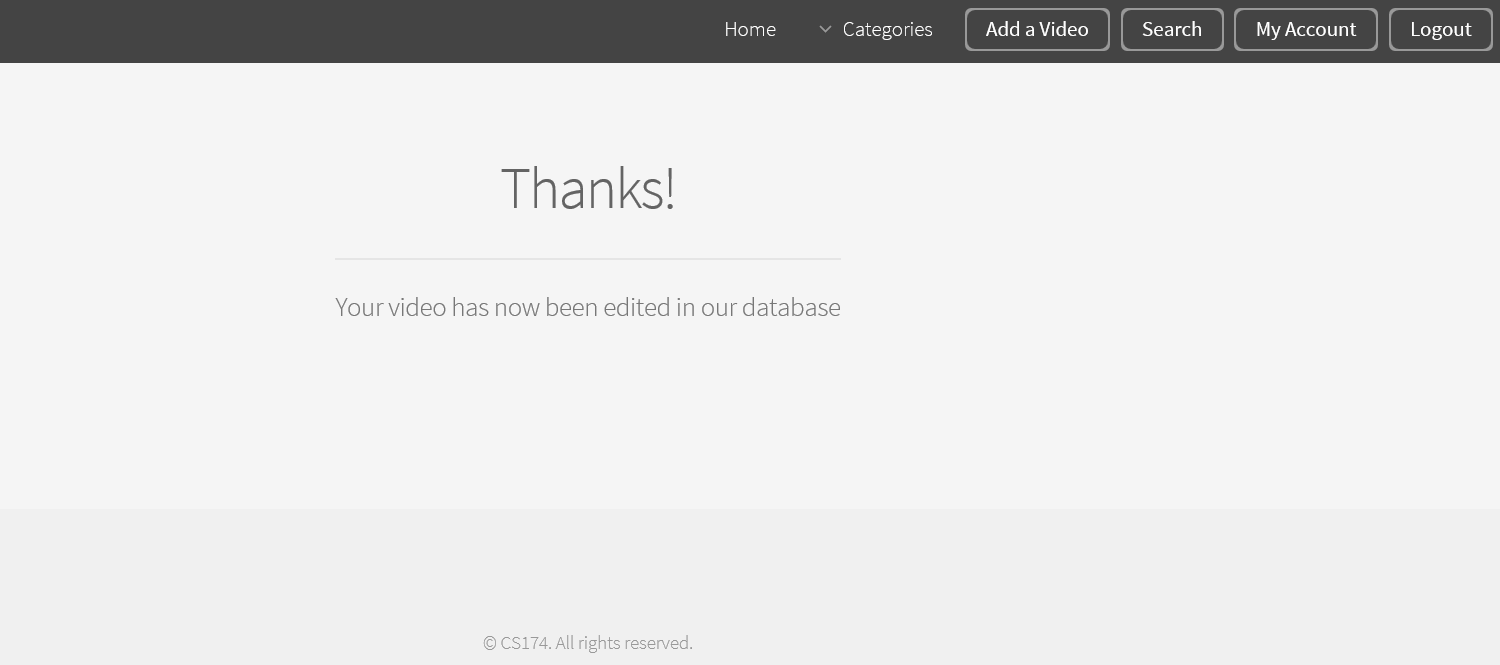 Home Categories Add a Video Search My Account Logout
Thanks!
Your video has now been edited in our database
© CS174. All rights reserved.